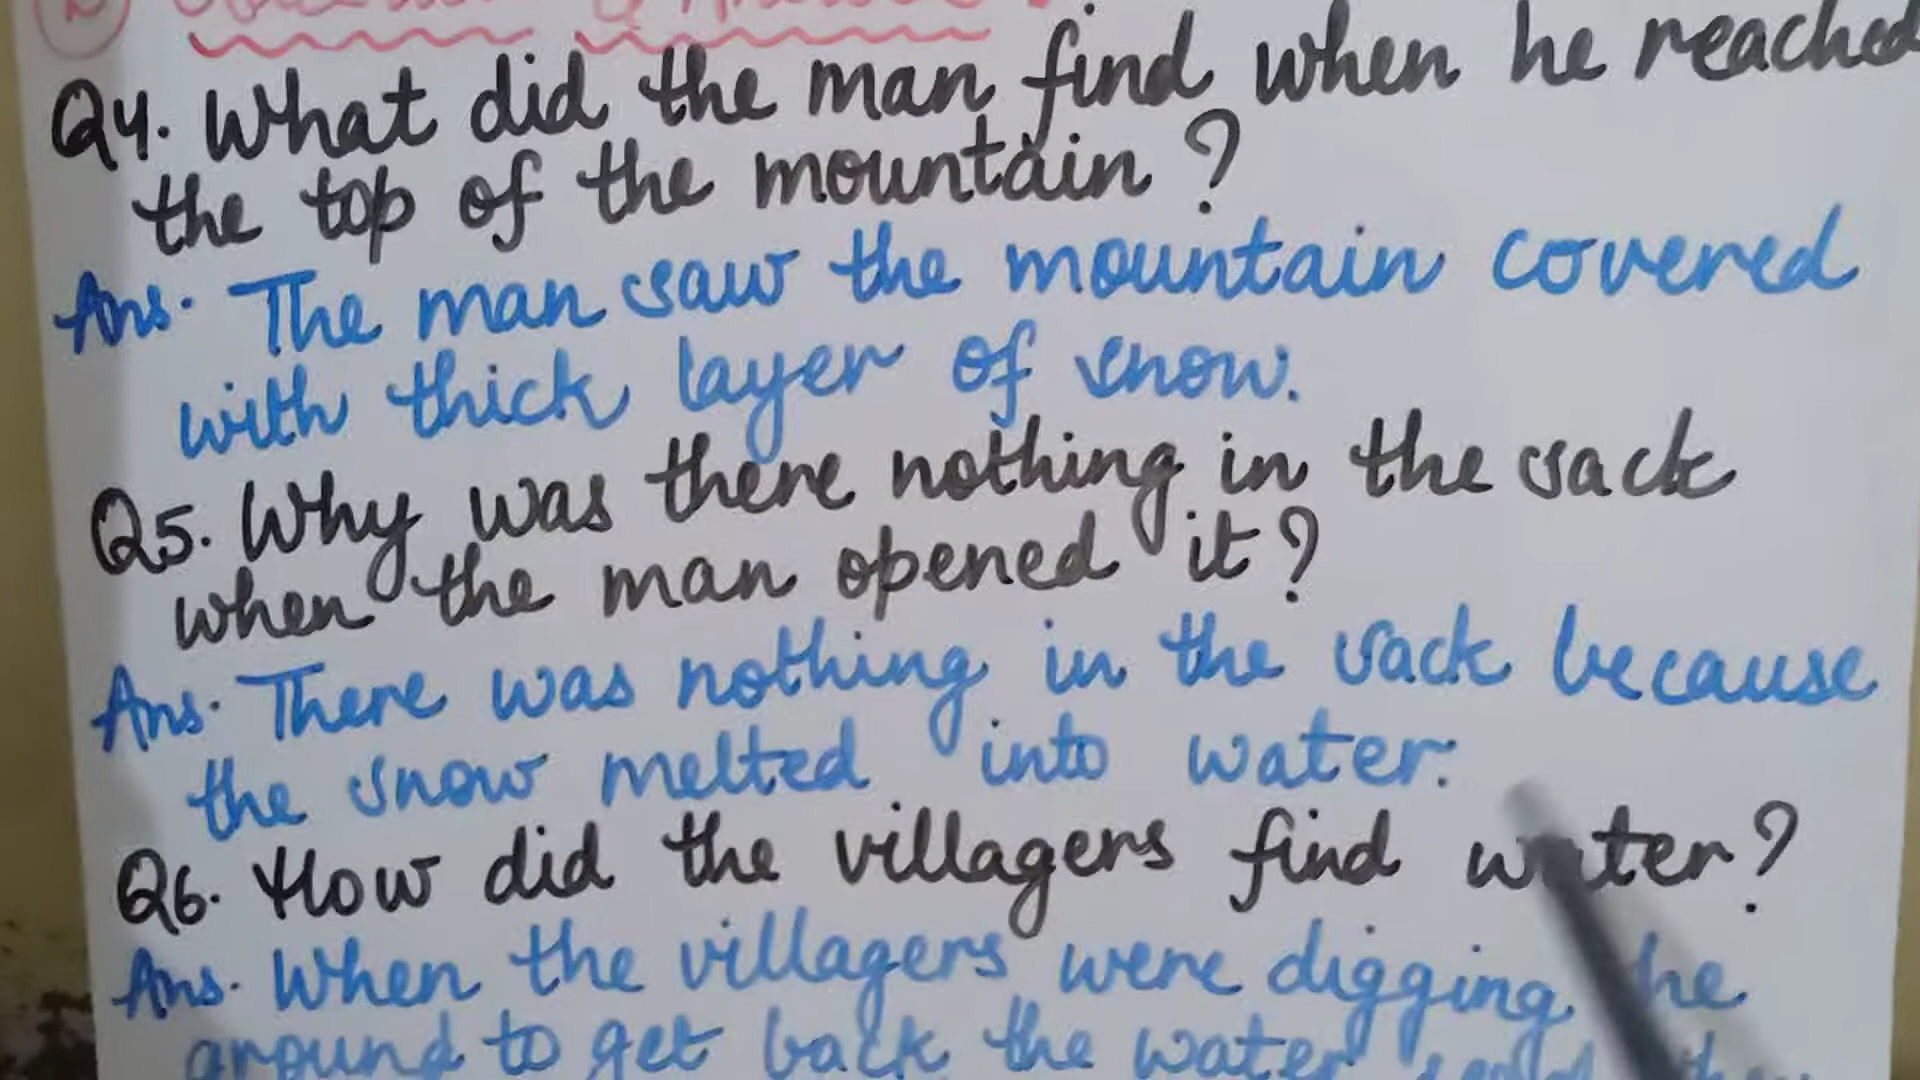 Q4. What did the man find when he reached
the top of the mountain?
Ans. The man saw the mountain covered
with thick layer of snow.
Q5. Why was there nothing in the sack
when the man opened it?
Ans. There was nothing in the sack because
the snow melted into water.
Q6. How did the villagers find water?
Ans. When the villagers were digging the
ground to get back the water